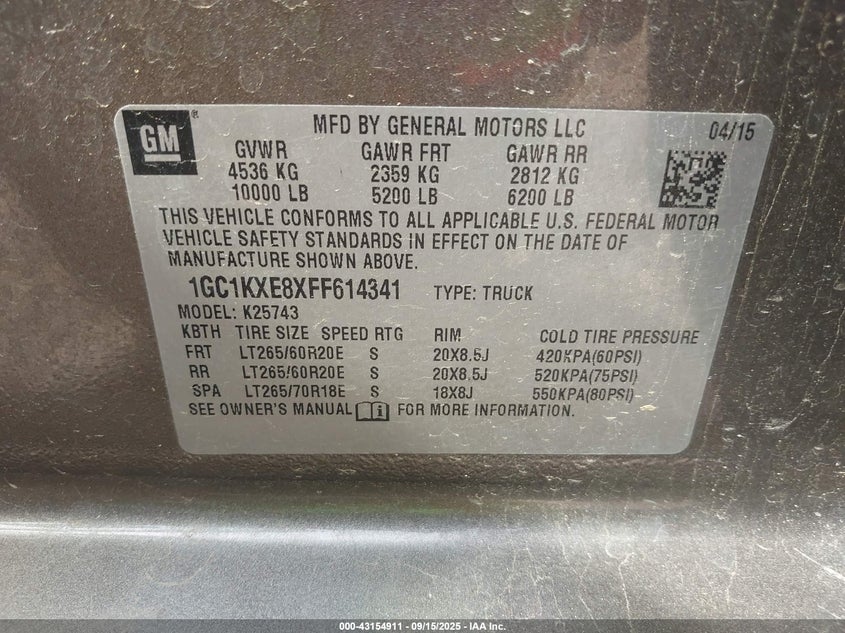 GM ®
MFD BY GENERAL MOTORS LLC 04/15
GVWR GAWR FRT GAWR RR
4536 KG 2359 KG 2812 KG
10000 LB 5200 LB 6200 LB
THIS VEHICLE CONFORMS TO ALL APPLICABLE U.S. FEDERAL MOTOR
VEHICLE SAFETY STANDARDS IN EFFECT ON THE DATE OF
MANUFACTURE SHOWN ABOVE.
1GC1KXE8XFF614341 TYPE: TRUCK
MODEL: K25743
KBTH TIRE SIZE SPEED RTG RIM COLD TIRE PRESSURE
FRT LT265/60R20E S 20X8.5J 420KPA(60PSI)
RR LT265/60R20E S 20X8.5J 520KPA(75PSI)
SPA LT265/70R18E S 18X8J 550KPA(80PSI)
SEE OWNER'S MANUAL FOR MORE INFORMATION.
000-43154911 - 09/15/2025 - IAA Inc.